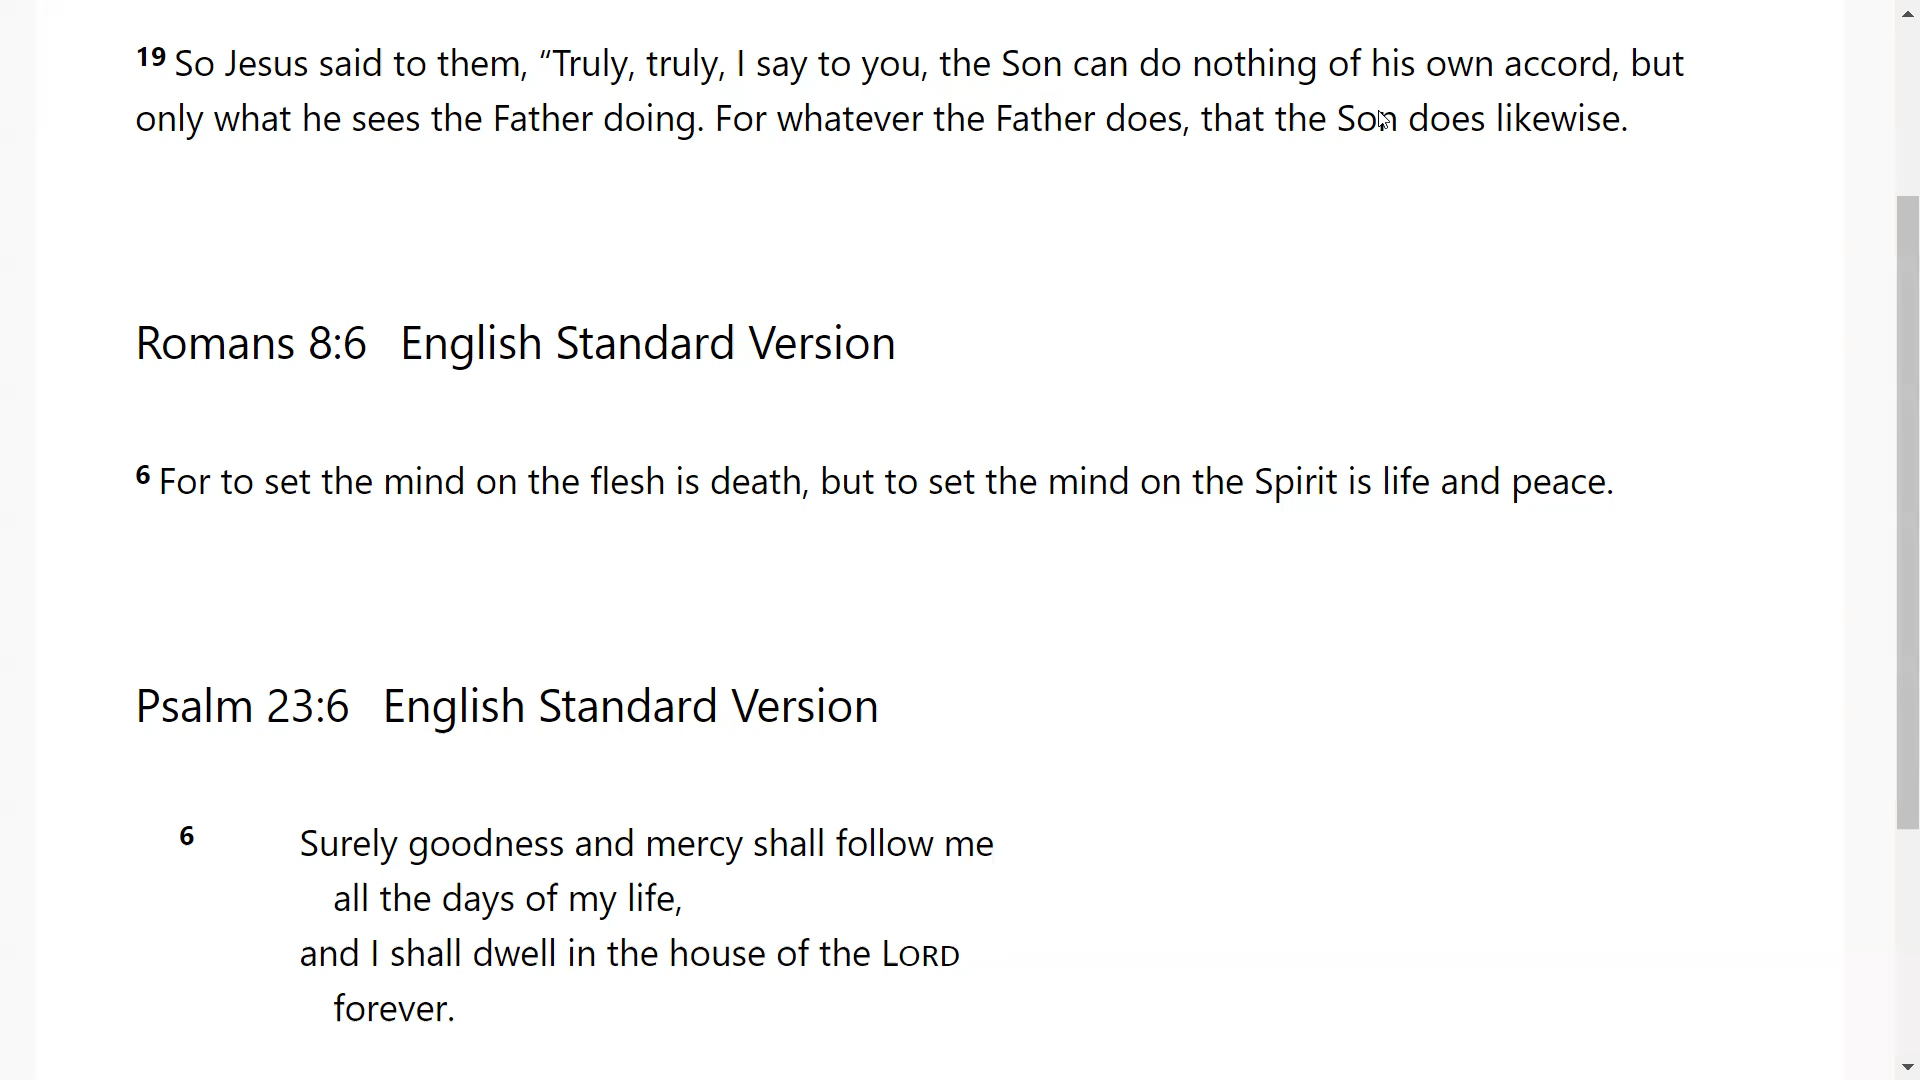 19 So Jesus said to them, “Truly, truly, I say to you, the Son can do nothing of his own accord, but
only what he sees the Father doing. For whatever the Father does, that the Son does likewise.
Romans 8:6 English Standard Version
6 For to set the mind on the flesh is death, but to set the mind on the Spirit is life and peace.
Psalm 23:6 English Standard Version
6 Surely goodness and mercy shall follow me
all the days of my life,
and I shall dwell in the house of the LORD
forever.